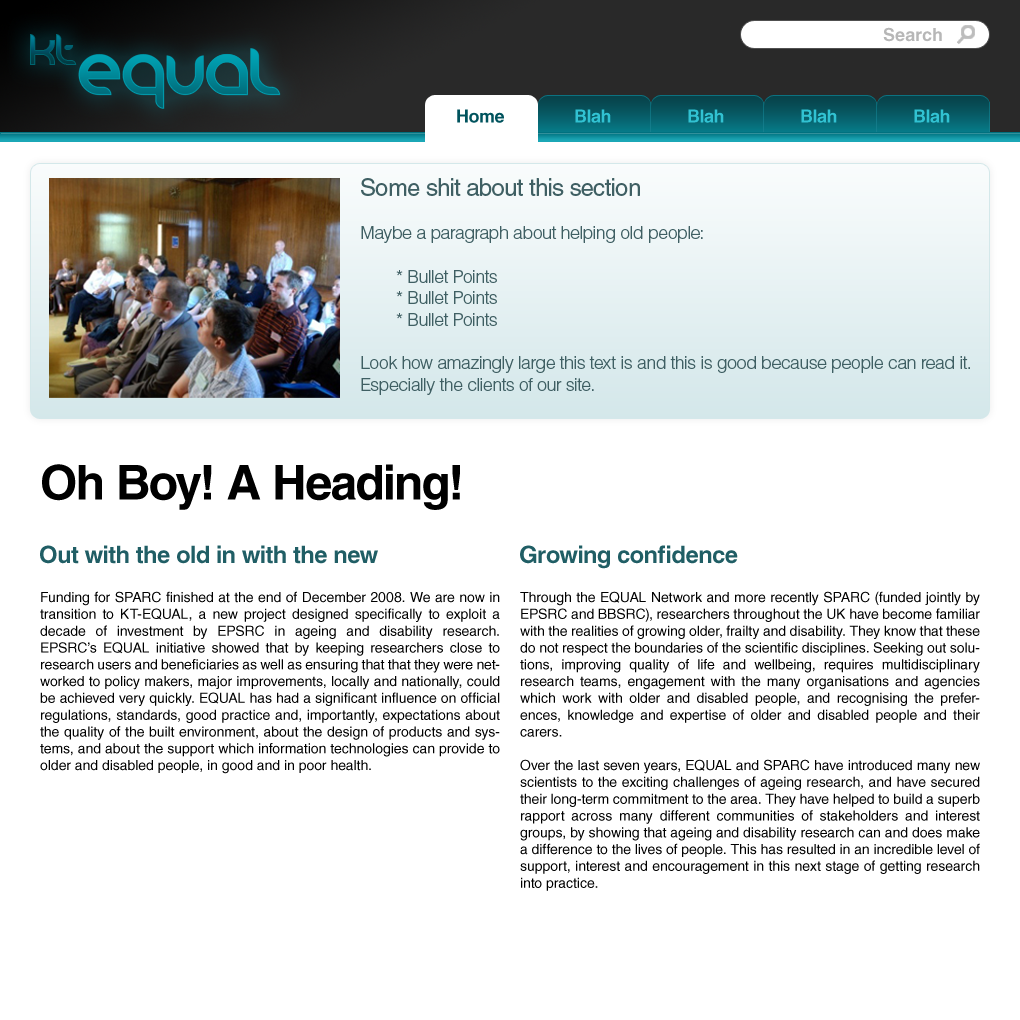 kt equal
Search
Home Blah Blah Blah Blah
Some shit about this section
Maybe a paragraph about helping old people:
* Bullet Points
* Bullet Points
* Bullet Points
Look how amazingly large this text is and this is good because people can read it.
Especially the clients of our site.
Oh Boy! A Heading!
Out with the old in with the new
Funding for SPARC finished at the end of December 2008. We are now in
transition to KT-EQUAL, a new project designed specifically to exploit a
decade of investment by EPSRC in ageing and disability research.
EPSRC's EQUAL initiative showed that by keeping researchers close to
research users and beneficiaries as well as ensuring that that they were net-
worked to policy makers, major improvements, locally and nationally, could
be achieved very quickly. EQUAL has had a significant influence on official
regulations, standards, good practice and, importantly, expectations about
the quality of the built environment, about the design of products and sys-
tems, and about the support which information technologies can provide to
older and disabled people, in good and in poor health.
Growing confidence
Through the EQUAL Network and more recently SPARC (funded jointly by
EPSRC and BBSRC), researchers throughout the UK have become familiar
with the realities of growing older, frailty and disability. They know that these
do not respect the boundaries of the scientific disciplines. Seeking out solu-
tions, improving quality of life and wellbeing, requires multidisciplinary
research teams, engagement with the many organisations and agencies
which work with older and disabled people, and recognising the prefer-
ences, knowledge and expertise of older and disabled people and their
carers.
Over the last seven years, EQUAL and SPARC have introduced many new
scientists to the exciting challenges of ageing research, and have secured
their long-term commitment to the area. They have helped to build a superb
rapport across many different communities of stakeholders and interest
groups, by showing that ageing and disability research can and does make
a difference to the lives of people. This has resulted in an incredible level of
support, interest and encouragement in this next stage of getting research
into practice.